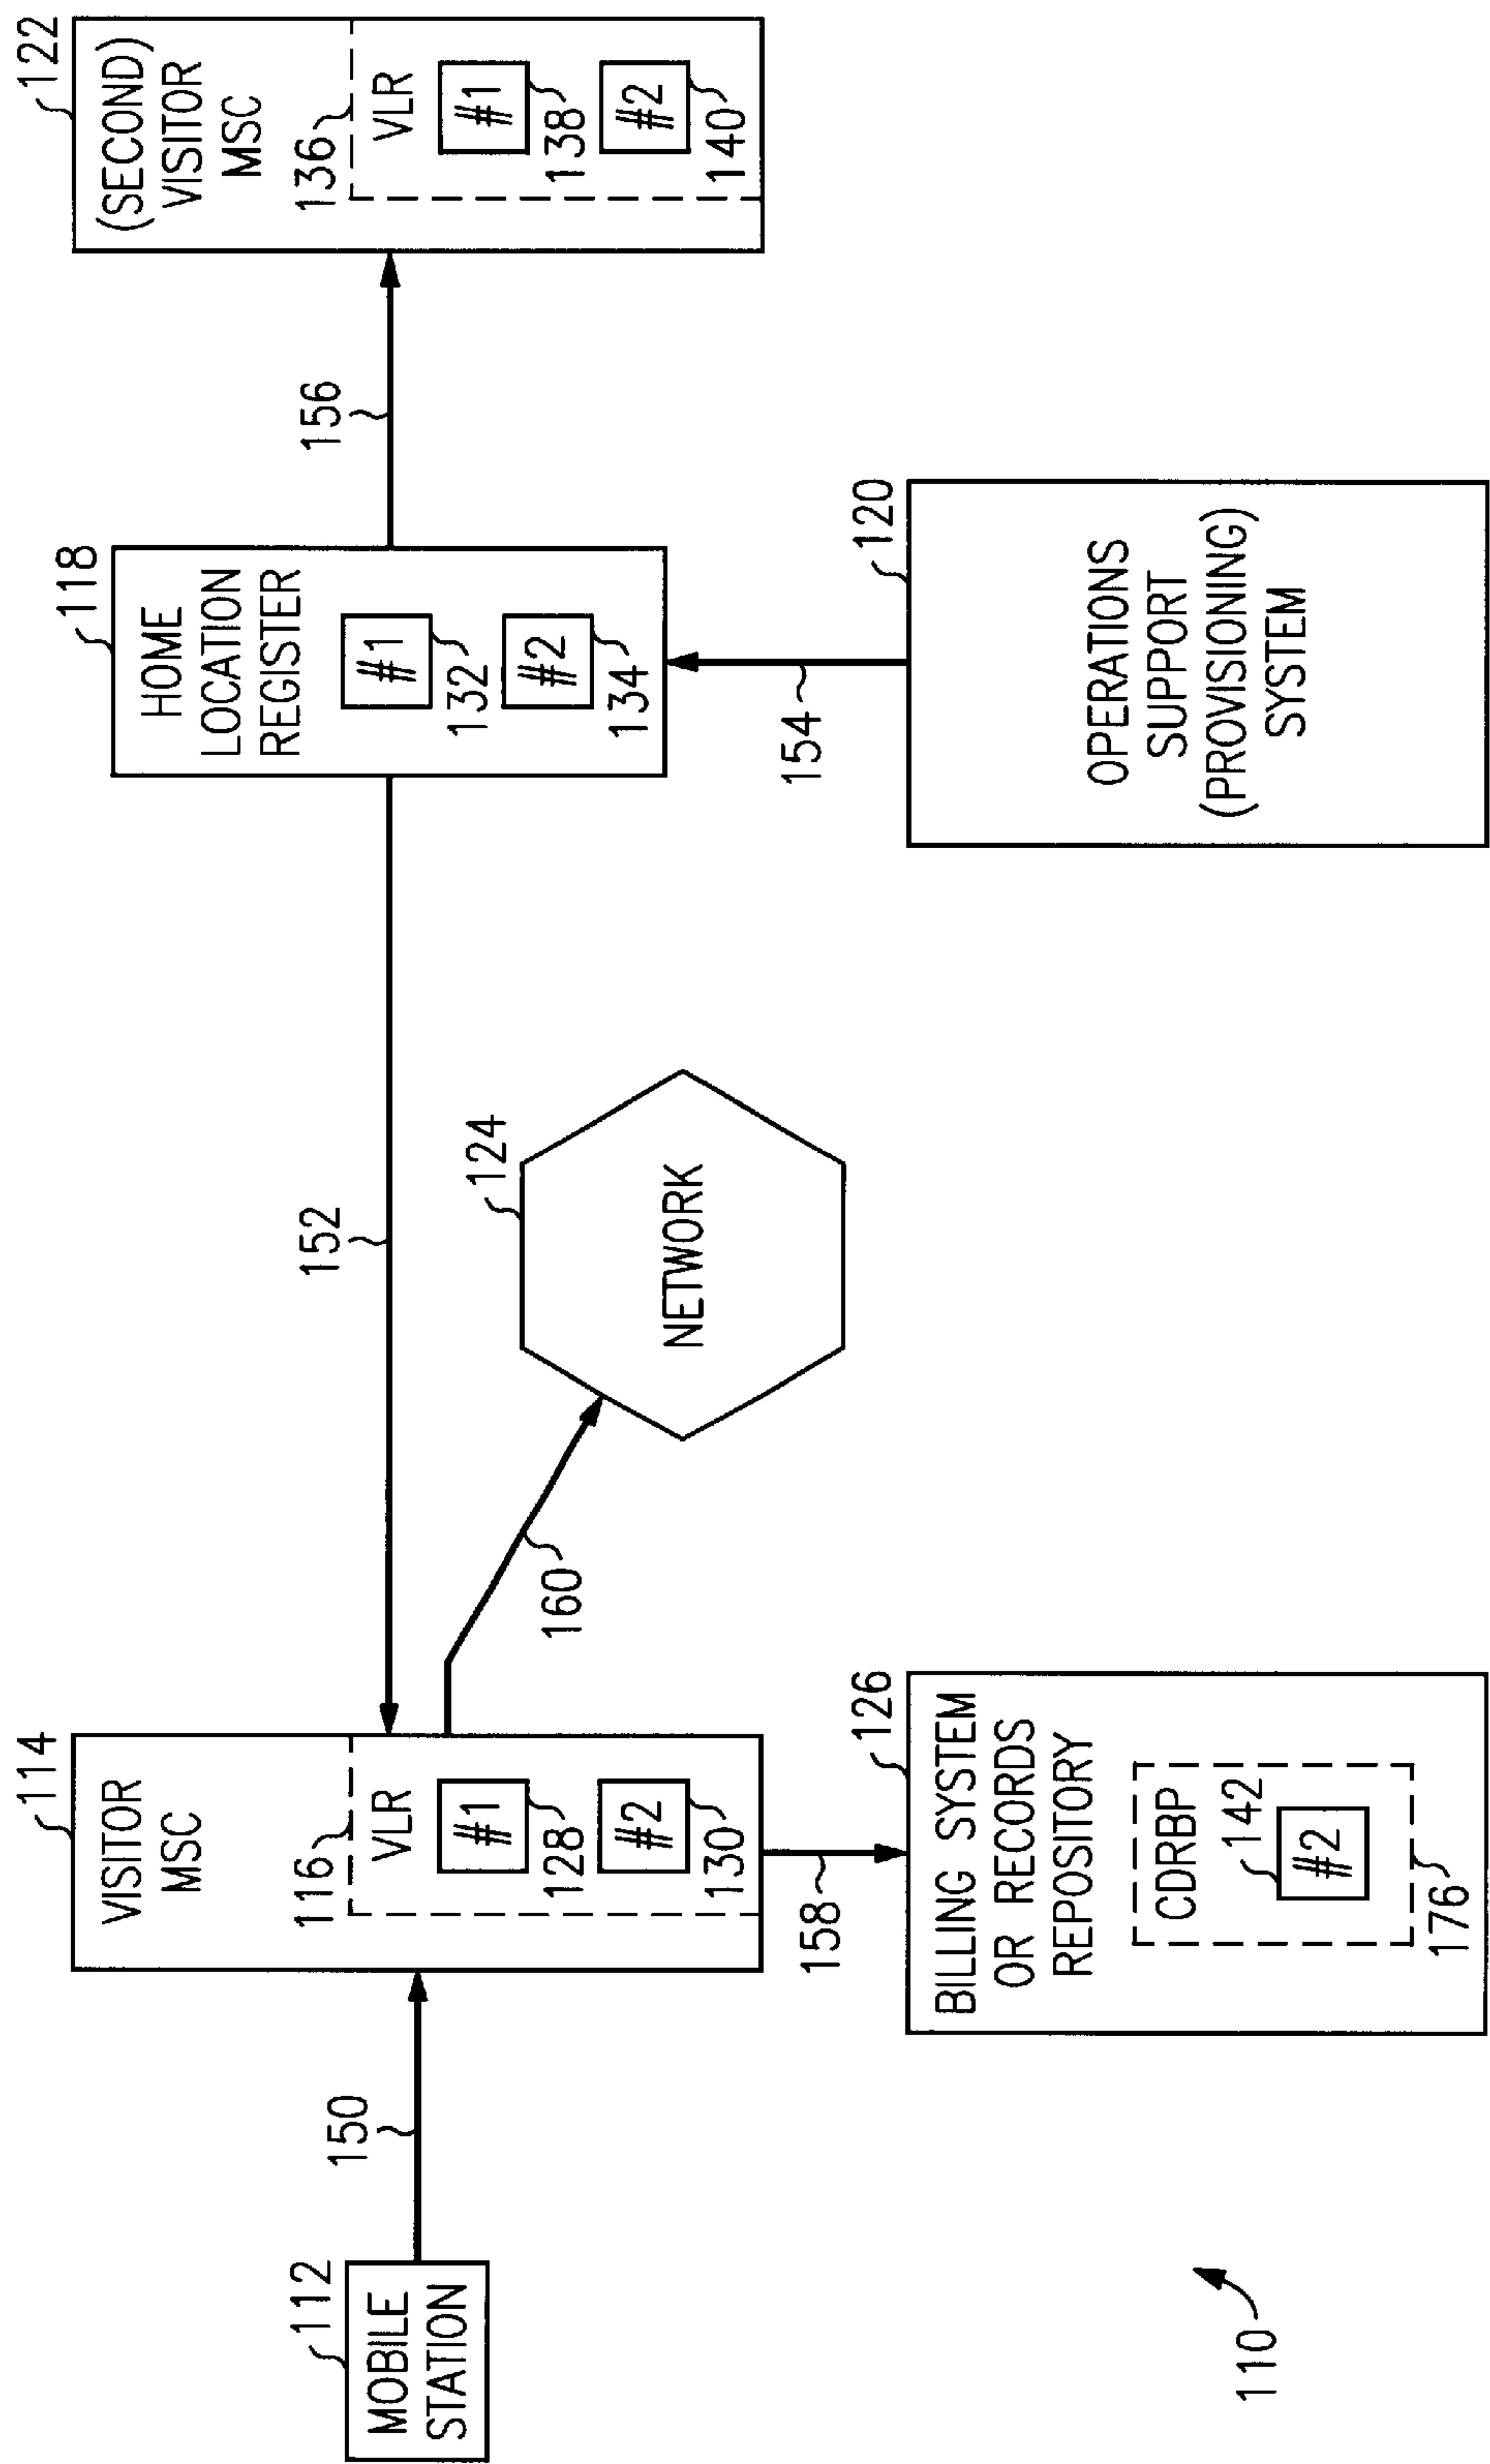 112
MOBILE
STATION
150
114
VISITOR
MSC
116
VLR
#1
128
#2
130
158
160
126
BILLING SYSTEM
OR RECORDS
REPOSITORY
CDRBP
142
#2
176
124
NETWORK
152
118
HOME
LOCATION
REGISTER
#1
132
#2
134
154
120
OPERATIONS
SUPPORT
(PROVISIONING)
SYSTEM
156
122
(SECOND)
VISITOR
MSC
136
VLR
#1
138
#2
140
110